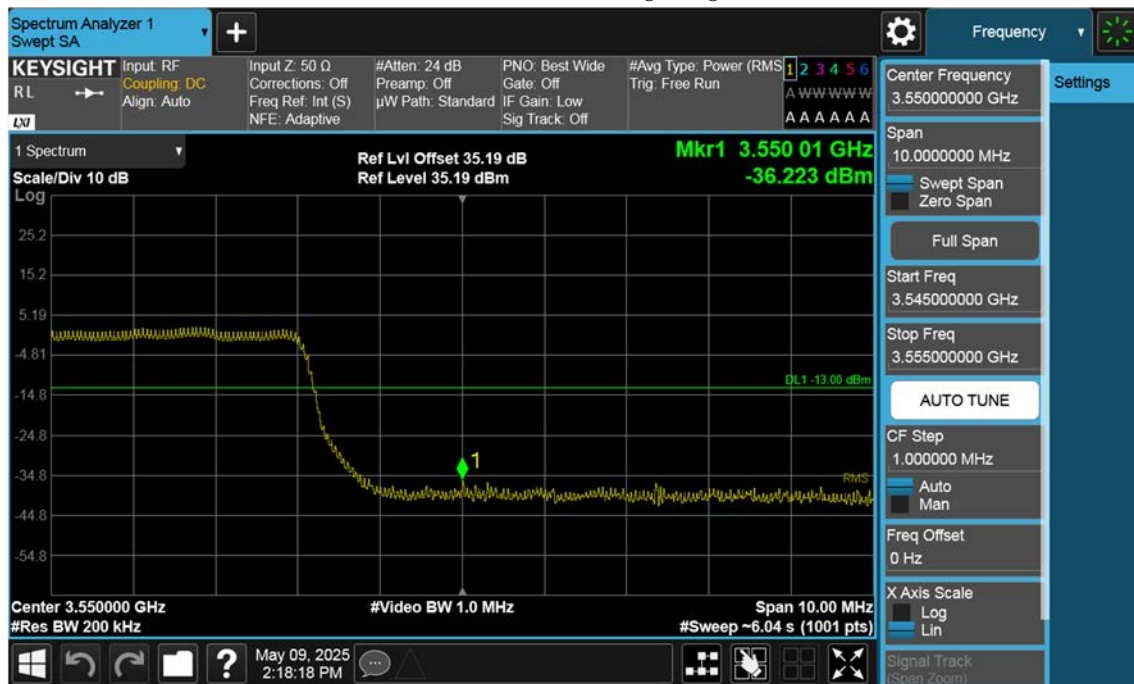 Spectrum Analyzer 1
Swept SA
Frequency
KEYSIGHT
RL
LXI
Input: RF
Coupling: DC
Align: Auto
Input Z: 50 Ω
Corrections: Off
Freq Ref: Int (S)
NFE: Adaptive
#Atten: 24 dB
Preamp: Off
µW Path: Standard
PNO: Best Wide
Gate: Off
IF Gain: Low
Sig Track: Off
#Avg Type: Power (RMS
Trig: Free Run
1 2 3 4 5 6
A W W W W W
A A A A A A
1 Spectrum
Scale/Div 10 dB
Log
Ref Lvl Offset 35.19 dB
Ref Level 35.19 dBm
Mkr1 3.550 01 GHz
-36.223 dBm
25.2
15.2
5.19
-4.81
-14.8
-24.8
-34.8
-44.8
-54.8
DL1 -13.00 dBm
1
RMS
Center 3.550000 GHz
#Res BW 200 kHz
#Video BW 1.0 MHz
Span 10.00 MHz
#Sweep ~6.04 s (1001 pts)
Center Frequency
3.550000000 GHz
Span
10.0000000 MHz
Swept Span
Zero Span
Full Span
Start Freq
3.545000000 GHz
Stop Freq
3.555000000 GHz
AUTO TUNE
CF Step
1.000000 MHz
Auto
Man
Freq Offset
0 Hz
X Axis Scale
Log
Lin
Signal Track
(Span Zoom)
Settings
?
May 09, 2025
2:18:18 PM